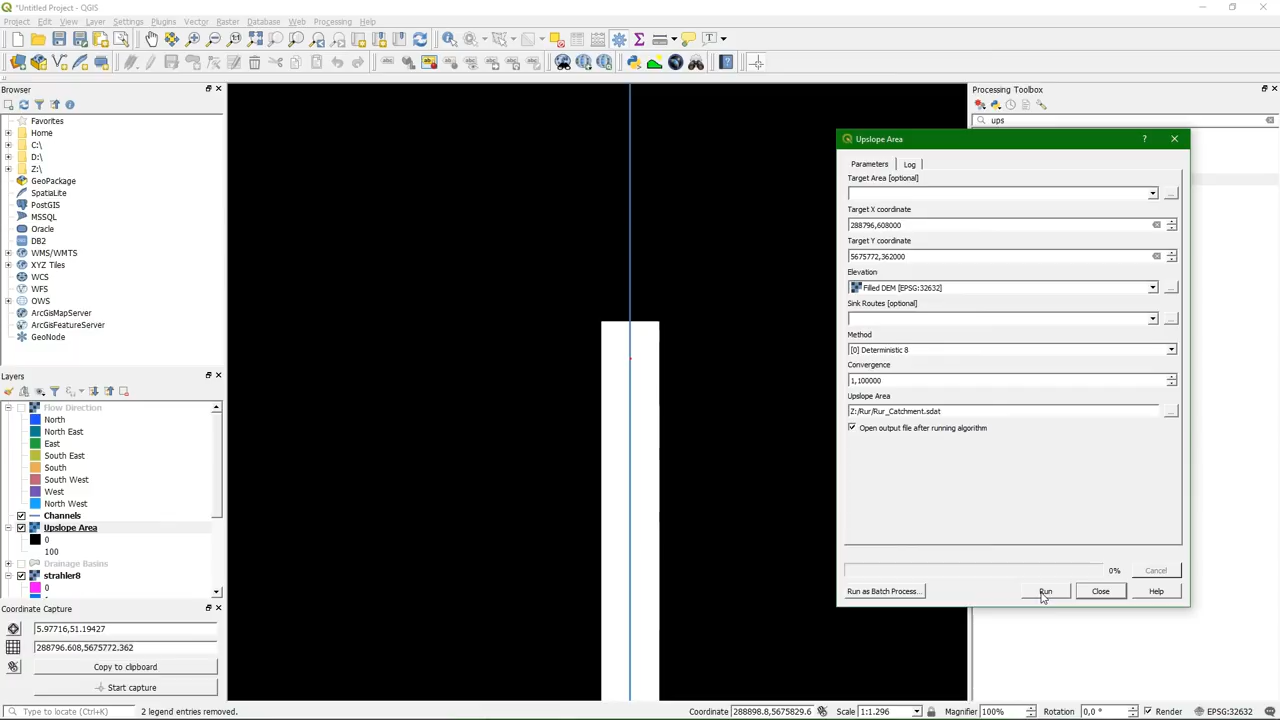 *Untitled Project - QGIS
Project Edit View Layer Settings Plugins Vector Raster Database Web Processing Help
Browser
Favorites
Home
C:\
D:\
Z:\
GeoPackage
SpatiaLite
PostGIS
MSSQL
Oracle
DB2
WMS/WMTS
XYZ Tiles
WCS
WFS
OWS
ArcGisMapServer
ArcGisFeatureServer
GeoNode
Layers
Flow Direction
North
North East
East
South East
South
South West
West
North West
Channels
Upslope Area
0
100
Drainage Basins
strahler8
0
Coordinate Capture
5.97716,51.19427
288796.608,5675772.362
Copy to clipboard
Start capture
Processing Toolbox
ups
Upslope Area
Parameters Log
Target Area [optional]
Target X coordinate
288796,608000
Target Y coordinate
5675772,362000
Elevation
Filled DEM [EPSG:32632]
Sink Routes [optional]
Method
[0] Deterministic 8
Convergence
1,100000
Upslope Area
Z:/Rur/Rur_Catchment.sdat
Open output file after running algorithm
0% Cancel
Run as Batch Process... Run Close Help
Type to locate (Ctrl+K) 2 legend entries removed. Coordinate 288898.8,5675829.6 Scale 1:1.296 Magnifier 100% Rotation 0,0 ° Render EPSG:32632